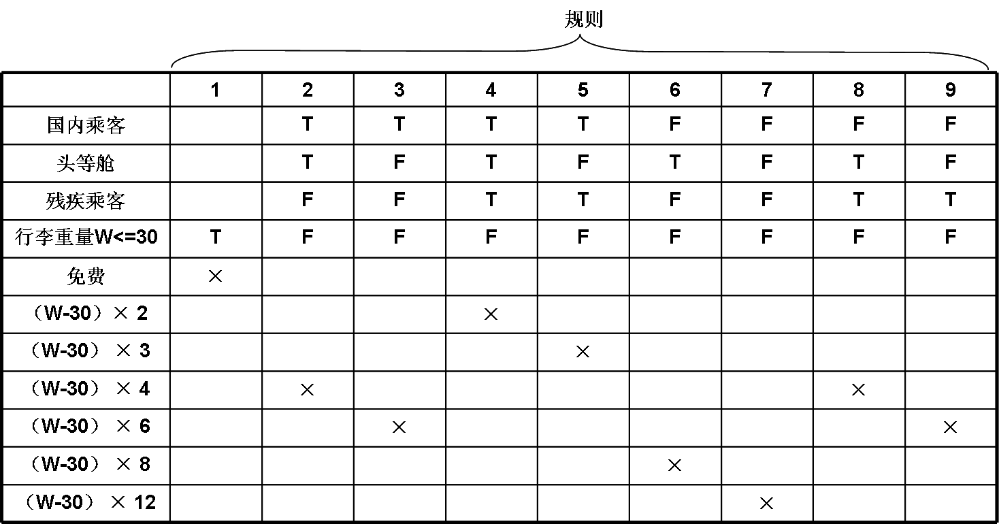 规则
1 2 3 4 5 6 7 8 9
国内乘客 T T T T F F F F
头等舱 T F T F T F T F
残疾乘客 F F T T F F T T
行李重量W<=30 T F F F F F F F F
免费 ×
（W-30）× 2 ×
（W-30） × 3 ×
（W-30） × 4 × ×
（W-30） × 6 × ×
（W-30） × 8 ×
（W-30） × 12 ×